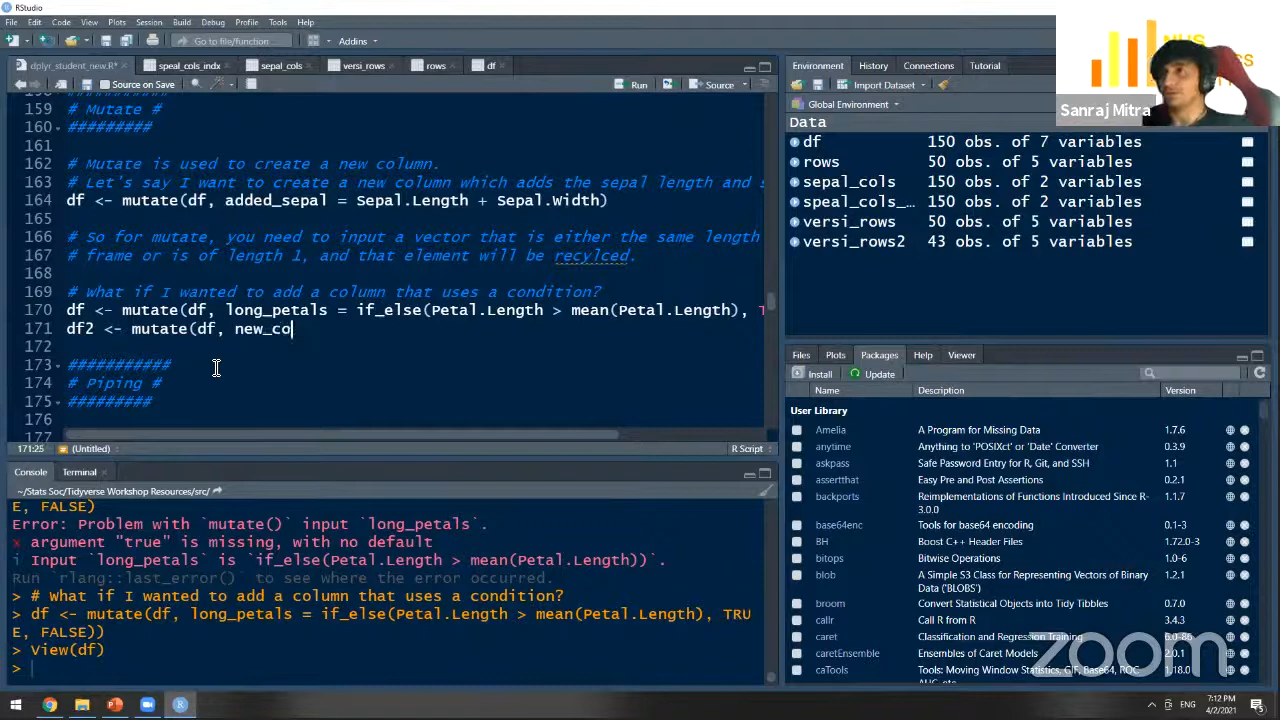 RStudio
File Edit Code View Plots Session Build Debug Profile Tools Help
Go to file/function
Addins
dplyr_student_new.R*
speal_cols_indx
sepal_cols
versi_rows
rows
df
Source on Save
Run
Source
159 # Mutate #
160 #########
161
162 # Mutate is used to create a new column.
163 # Let's say I want to create a new column which adds the sepal length and s
164 df <- mutate(df, added_sepal = Sepal.Length + Sepal.Width)
165
166 # So for mutate, you need to input a vector that is either the same length
167 # frame or is of length 1, and that element will be recylced.
168
169 # What if I wanted to add a column that uses a condition?
170 df <- mutate(df, long_petals = if_else(Petal.Length > mean(Petal.Length), T
171 df2 <- mutate(df, new_co
172
173 ###########
174 # Piping #
175 #########
176
177
171:25 (Untitled) R Script
Console Terminal
~/Stats Soc/Tidyverse Workshop Resources/src/
E, FALSE)
Error: Problem with `mutate()` input `long_petals`.
x argument "true" is missing, with no default
i Input `long_petals` is `if_else(Petal.Length > mean(Petal.Length))`.
Run `rlang::last_error()` to see where the error occurred.
> # What if I wanted to add a column that uses a condition?
> df <- mutate(df, long_petals = if_else(Petal.Length > mean(Petal.Length), TRU
E, FALSE))
> View(df)
>
Environment History Connections Tutorial
Import Dataset
Global Environment
Data
df 150 obs. of 7 variables
rows 50 obs. of 5 variables
sepal_cols 150 obs. of 2 variables
speal_cols_… 150 obs. of 2 variables
versi_rows 50 obs. of 5 variables
versi_rows2 43 obs. of 5 variables
Files Plots Packages Help Viewer
Install Update
Name Description Version
User Library
Amelia A Program for Missing Data 1.7.6
anytime Anything to 'POSIXct' or 'Date' Converter 0.3.9
askpass Safe Password Entry for R, Git, and SSH 1.1
assertthat Easy Pre and Post Assertions 0.2.1
backports Reimplementations of Functions Introduced Since R- 1.1.7
3.0.0
base64enc Tools for base64 encoding 0.1-3
BH Boost C++ Header Files 1.72.0-3
bitops Bitwise Operations 1.0-6
blob A Simple S3 Class for Representing Vectors of Binary 1.2.1
Data ('BLOBS')
broom Convert Statistical Objects into Tidy Tibbles 0.7.0
callr Call R from R 3.4.3
caret Classification and Regression Training 6.0-86
caretEnsemble Ensembles of Caret Models 2.0.1
caTools Tools: Moving Window Statistics, GIF, Base64, ROC 1.18.0
AUC, etc
Sanraj Mitra
zoom
ENG
7:12 PM
4/2/2021
5